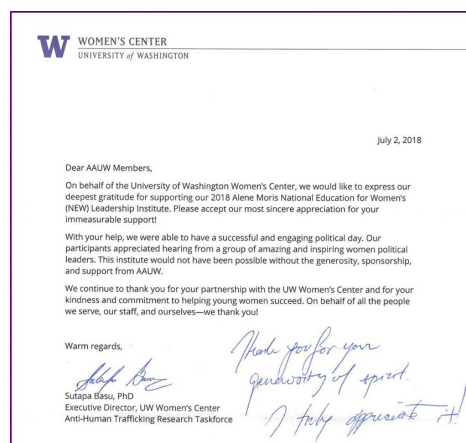 W WOMEN'S CENTER
UNIVERSITY of WASHINGTON
July 2, 2018
Dear AAUW Members,
On behalf of the University of Washington Women's Center, we would like to express our
deepest gratitude for supporting our 2018 Alene Moris National Education for Women's
(NEW) Leadership Institute. Please accept our most sincere appreciation for your
immeasurable support!
With your help, we were able to have a successful and engaging political day. Our
participants appreciated hearing from a group of amazing and inspiring women political
leaders. This institute would not have been possible without the generosity, sponsorship,
and support from AAUW.
We continue to thank you for your partnership with the UW Women's Center and for your
kindness and commitment to helping young women succeed. On behalf of all the people
we serve, our staff, and ourselves—we thank you!
Warm regards,
Sutapa Basu
Sutapa Basu, PhD
Executive Director, UW Women's Center
Anti-Human Trafficking Research Taskforce
Thank you for your
generosity of spirit.
I truly appreciate it!